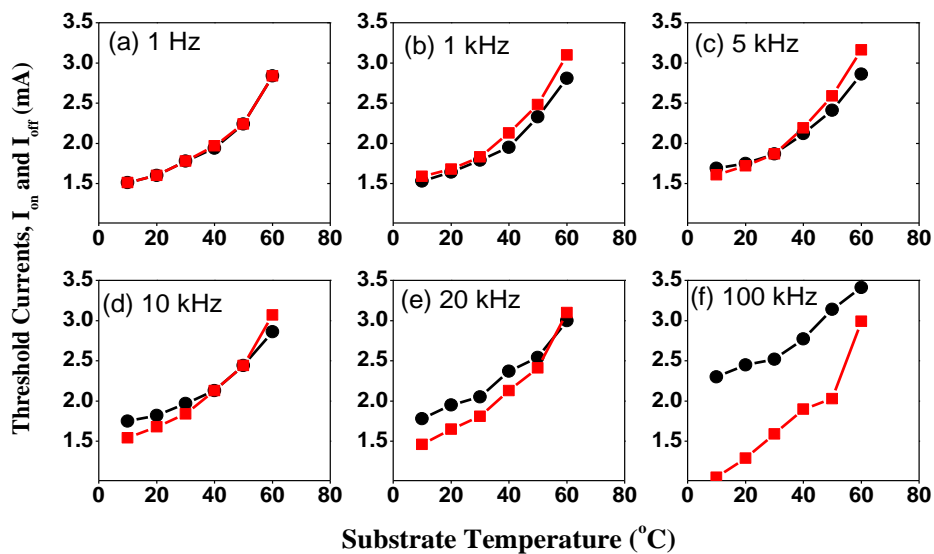 Threshold Currents, I_on and I_off (mA)
(a) 1 Hz
3.5
3.0
2.5
2.0
1.5
0 20 40 60 80
(b) 1 kHz
3.5
3.0
2.5
2.0
1.5
0 20 40 60 80
(c) 5 kHz
3.5
3.0
2.5
2.0
1.5
0 20 40 60 80
(d) 10 kHz
3.5
3.0
2.5
2.0
1.5
0 20 40 60 80
(e) 20 kHz
3.5
3.0
2.5
2.0
1.5
0 20 40 60 80
(f) 100 kHz
3.5
3.0
2.5
2.0
1.5
0 20 40 60 80
Substrate Temperature (°C)